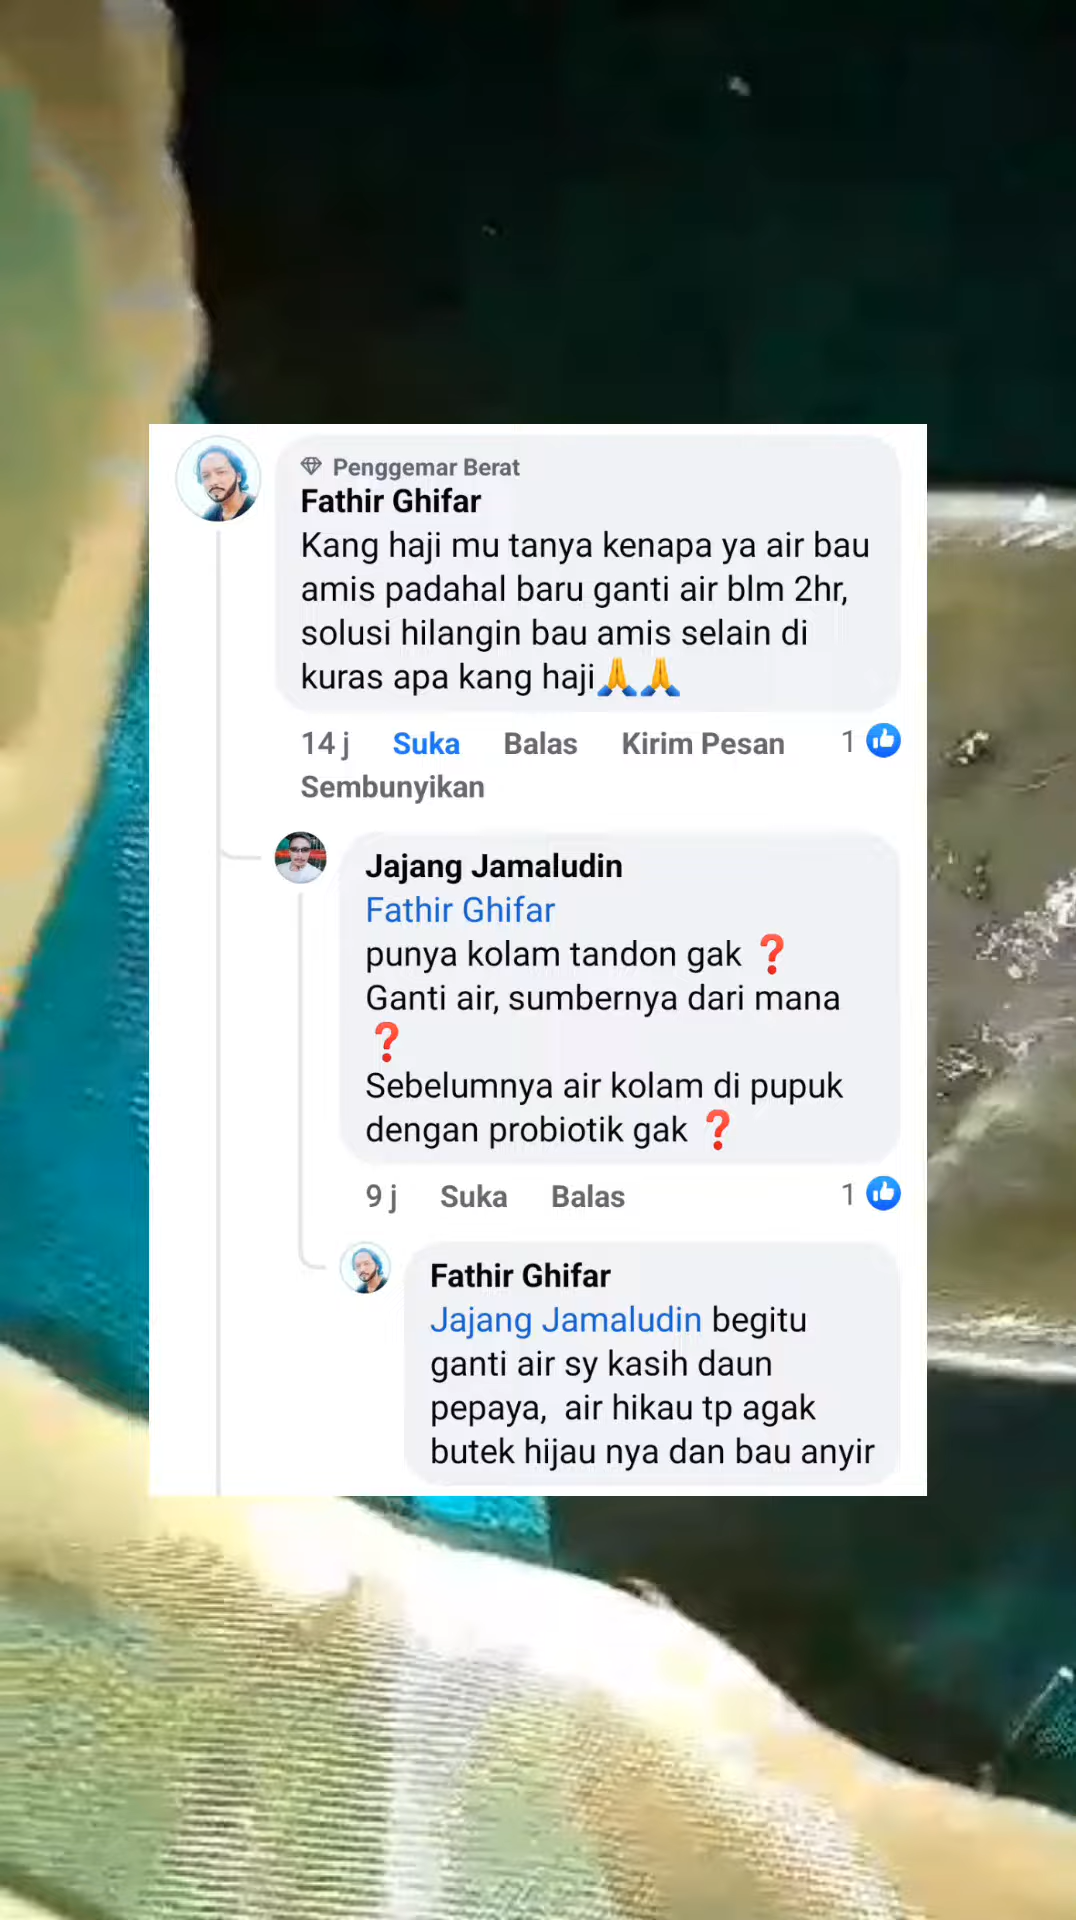 Penggemar Berat
Fathir Ghifar
Kang haji mu tanya kenapa ya air bau
amis padahal baru ganti air blm 2hr,
solusi hilangin bau amis selain di
kuras apa kang haji🙏🙏
14 j Suka Balas Kirim Pesan 1
Sembunyikan
Jajang Jamaludin
Fathir Ghifar
punya kolam tandon gak ❓
Ganti air, sumbernya dari mana
❓
Sebelumnya air kolam di pupuk
dengan probiotik gak ❓
9 j Suka Balas 1
Fathir Ghifar
Jajang Jamaludin begitu
ganti air sy kasih daun
pepaya, air hikau tp agak
butek hijau nya dan bau anyir